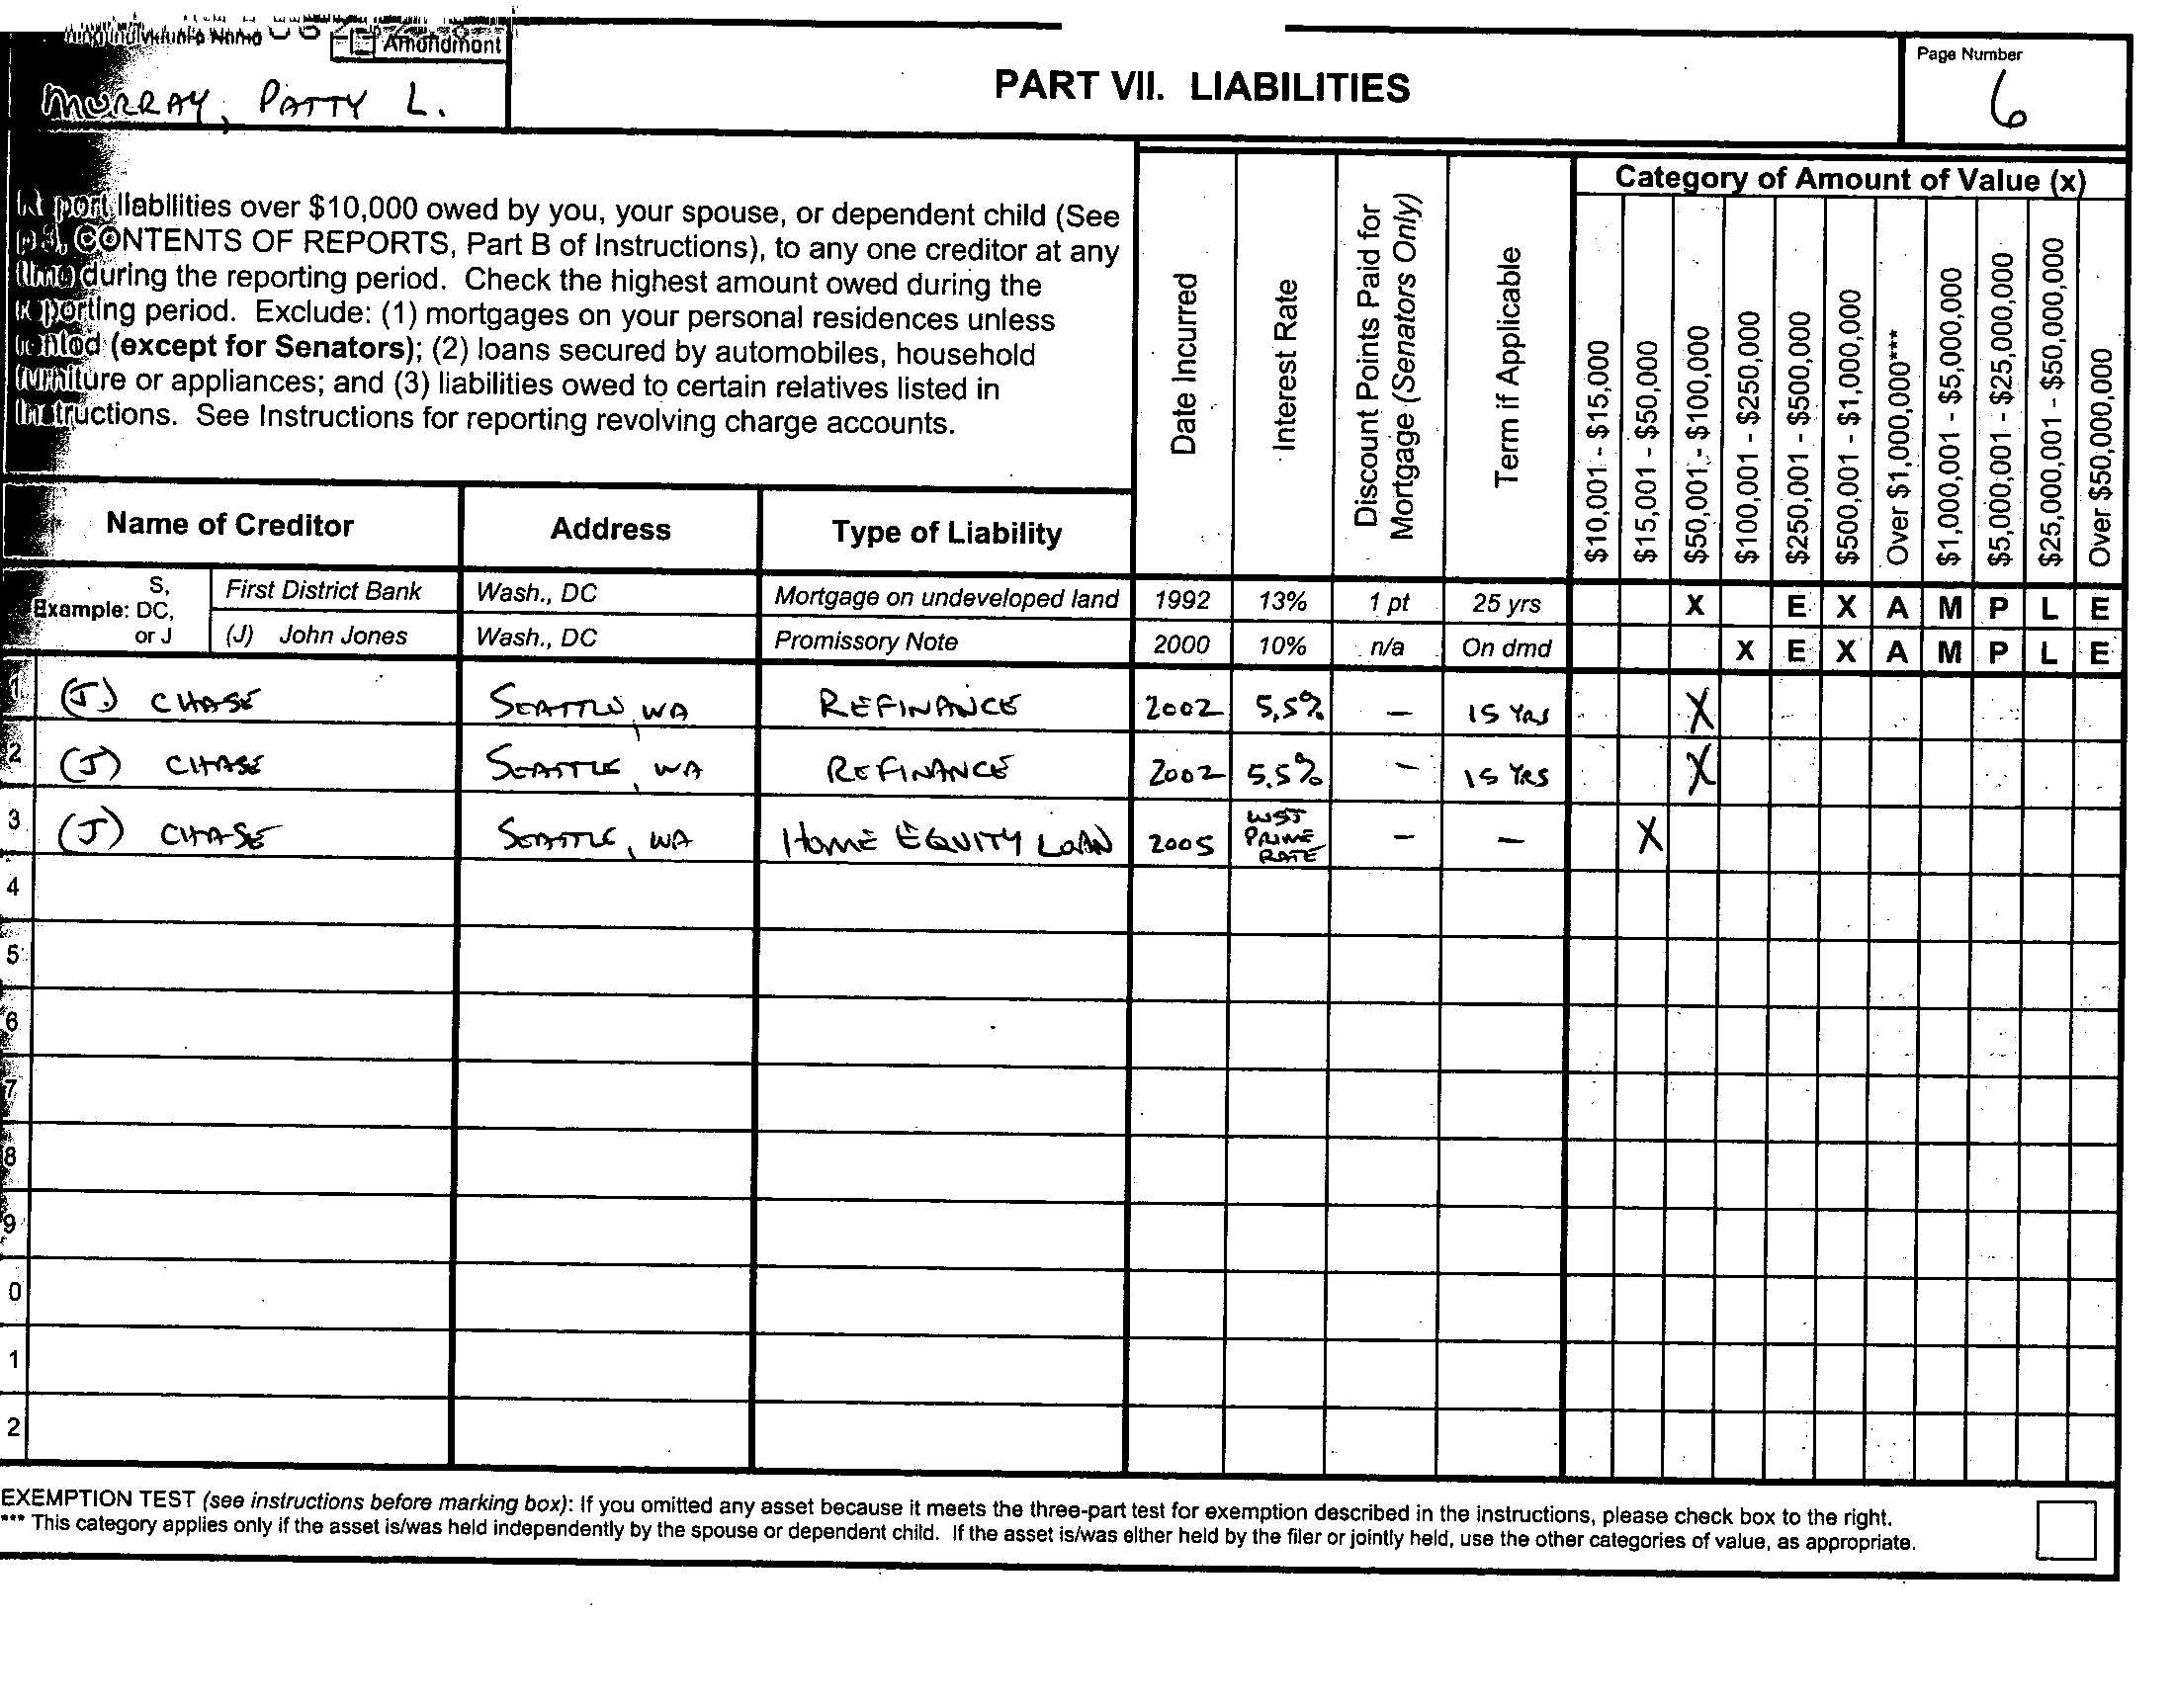 Amendment
MURRAY, PATTY L.
PART VII. LIABILITIES
Page Number
6
port liabilities over $10,000 owed by you, your spouse, or dependent child (See
CONTENTS OF REPORTS, Part B of Instructions), to any one creditor at any
time during the reporting period. Check the highest amount owed during the
reporting period. Exclude: (1) mortgages on your personal residences unless
rented (except for Senators); (2) loans secured by automobiles, household
furniture or appliances; and (3) liabilities owed to certain relatives listed in
Instructions. See Instructions for reporting revolving charge accounts.
Date Incurred
Interest Rate
Discount Points Paid for
Mortgage (Senators Only)
Term if Applicable
Category of Amount of Value (x)
$10,001 - $15,000
$15,001 - $50,000
$50,001 - $100,000
$100,001 - $250,000
$250,001 - $500,000
$500,001 - $1,000,000
Over $1,000,000***
$1,000,001 - $5,000,000
$5,000,001 - $25,000,000
$25,000,001 - $50,000,000
Over $50,000,000
Name of Creditor Address Type of Liability
Example: S, DC, or J
First District Bank Wash., DC Mortgage on undeveloped land 1992 13% 1 pt 25 yrs X E X A M P L E
(J) John Jones Wash., DC Promissory Note 2000 10% n/a On dmd X E X A M P L E
1 (J.) CHASE SEATTLE, WA REFINANCE 2002 5.5% — 15 YRS X
2 (J) CHASE SEATTLE, WA REFINANCE 2002 5.5% — 15 YRS X
3 (J) CHASE SEATTLE, WA HOME EQUITY LOAN 2005 WSJ PRIME RATE — — X
4
5
6
7
8
9
0
1
2
EXEMPTION TEST (see instructions before marking box): If you omitted any asset because it meets the three-part test for exemption described in the instructions, please check box to the right.
*** This category applies only if the asset is/was held independently by the spouse or dependent child. If the asset is/was either held by the filer or jointly held, use the other categories of value, as appropriate.